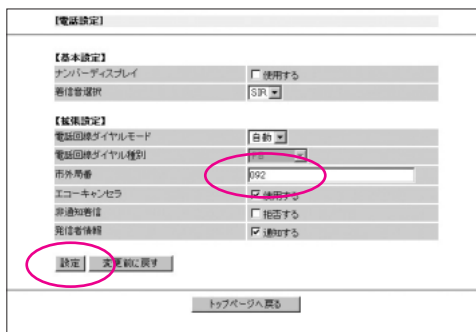 [電話設定]
【基本設定】
ナンバーディスプレイ 使用する
着信音選択 SIR
【拡張設定】
電話回線ダイヤルモード 自動
電話回線ダイヤル種別 PB
市外局番 092
エコーキャンセラ 使用する
非通知着信 拒否する
発信者情報 通知する
設定 変更前に戻す
トップページへ戻る